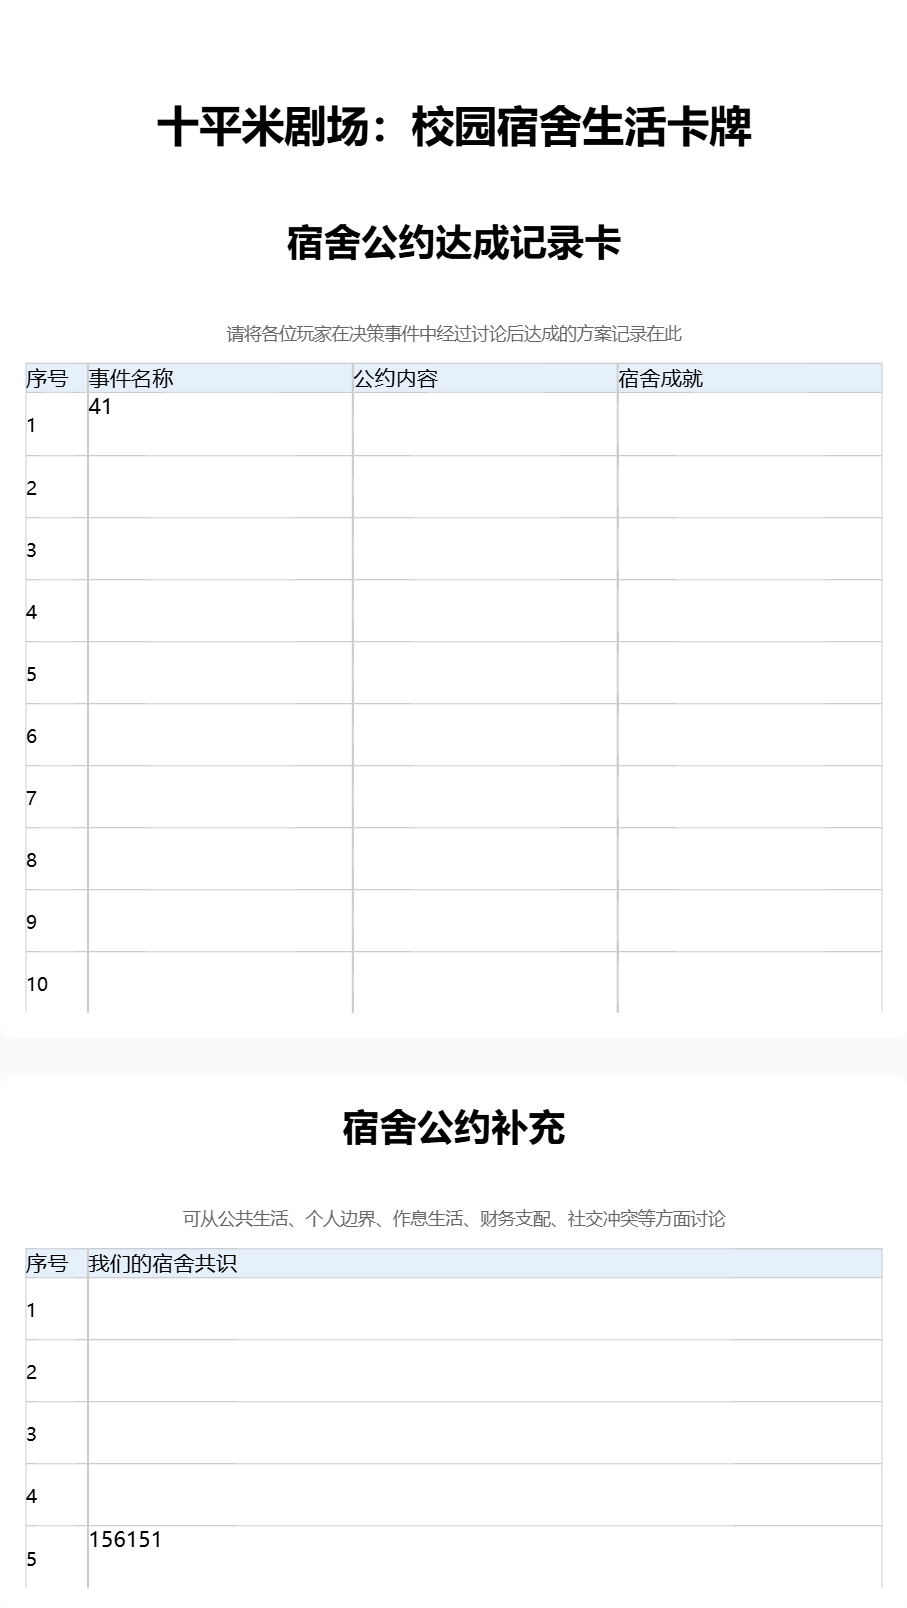 十平米剧场：校园宿舍生活卡牌
宿舍公约达成记录卡
请将各位玩家在决策事件中经过讨论后达成的方案记录在此
序号 事件名称 公约内容 宿舍成就
1 41
2
3
4
5
6
7
8
9
10
宿舍公约补充
可从公共生活、个人边界、作息生活、财务支配、社交冲突等方面讨论
序号 我们的宿舍共识
1
2
3
4
5 156151